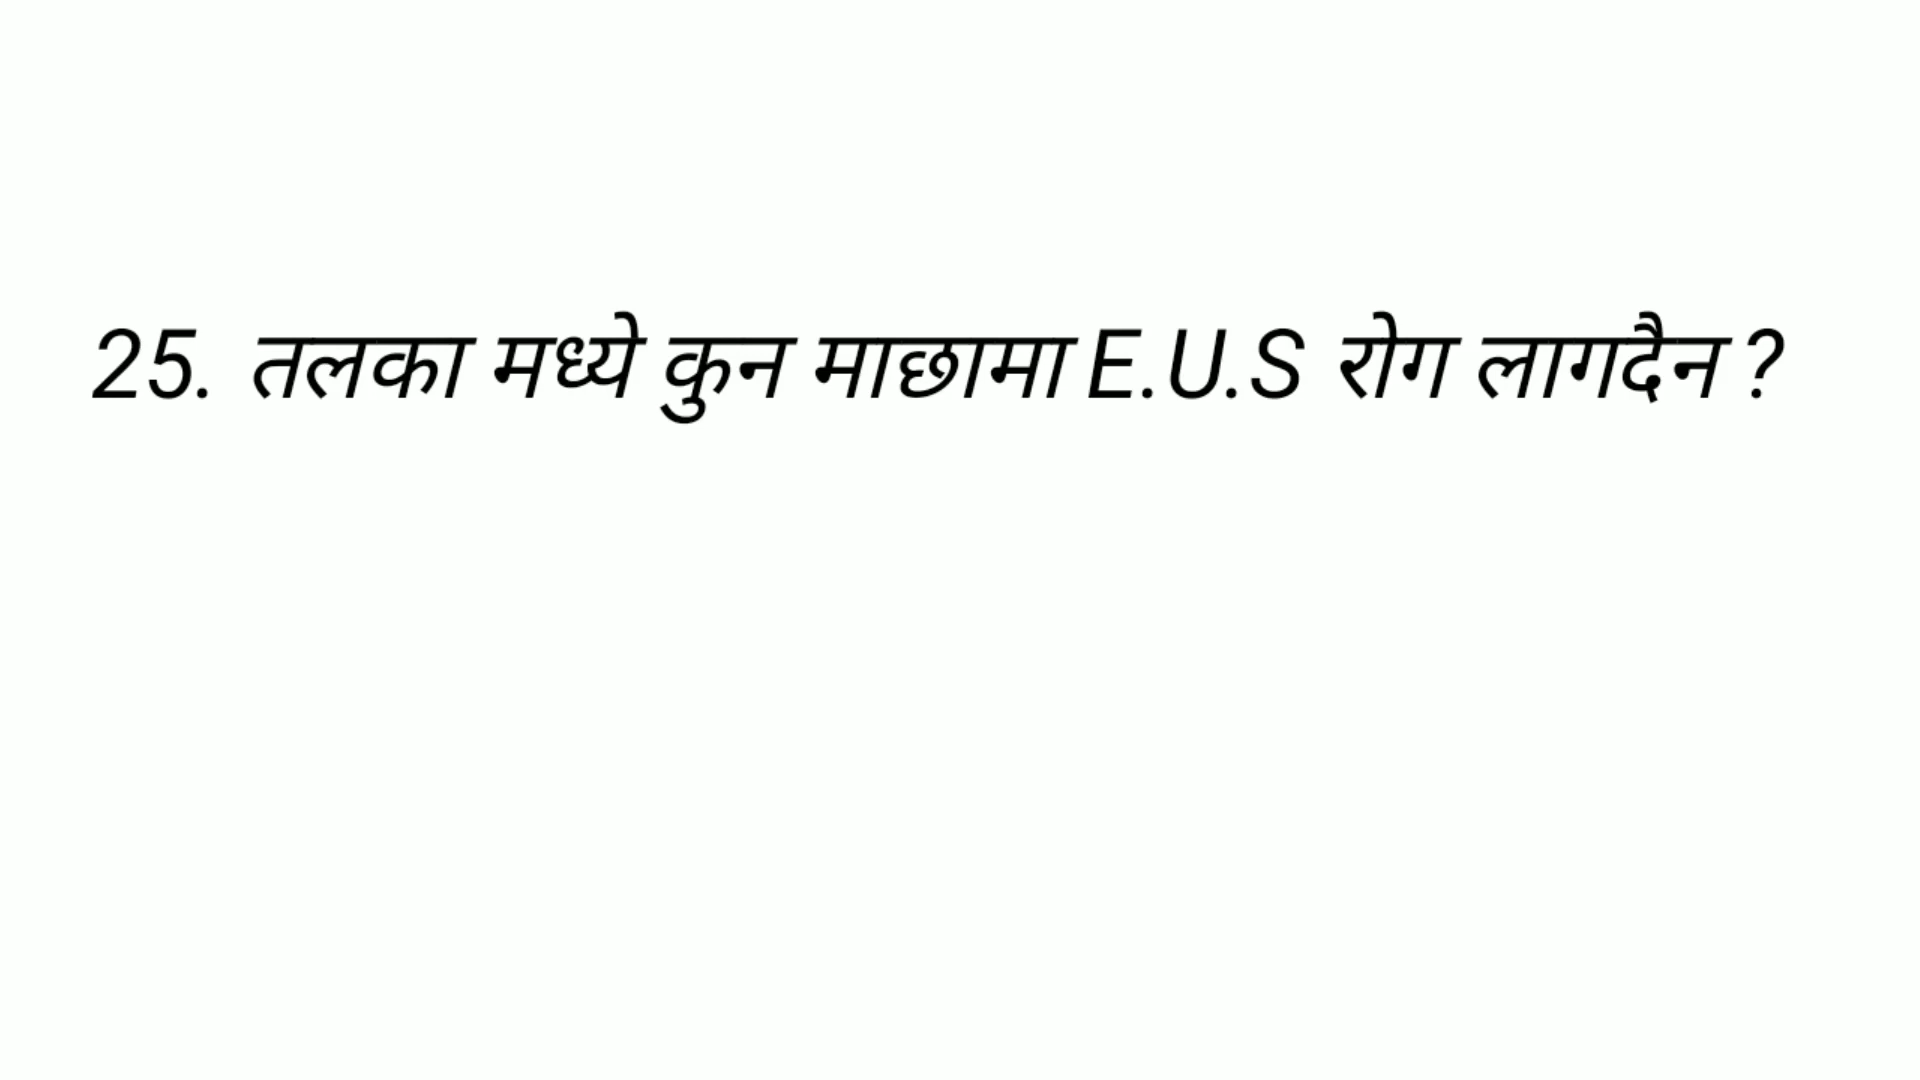 25. तलका मध्ये कुन माछामा E.U.S रोग लागदैन ?